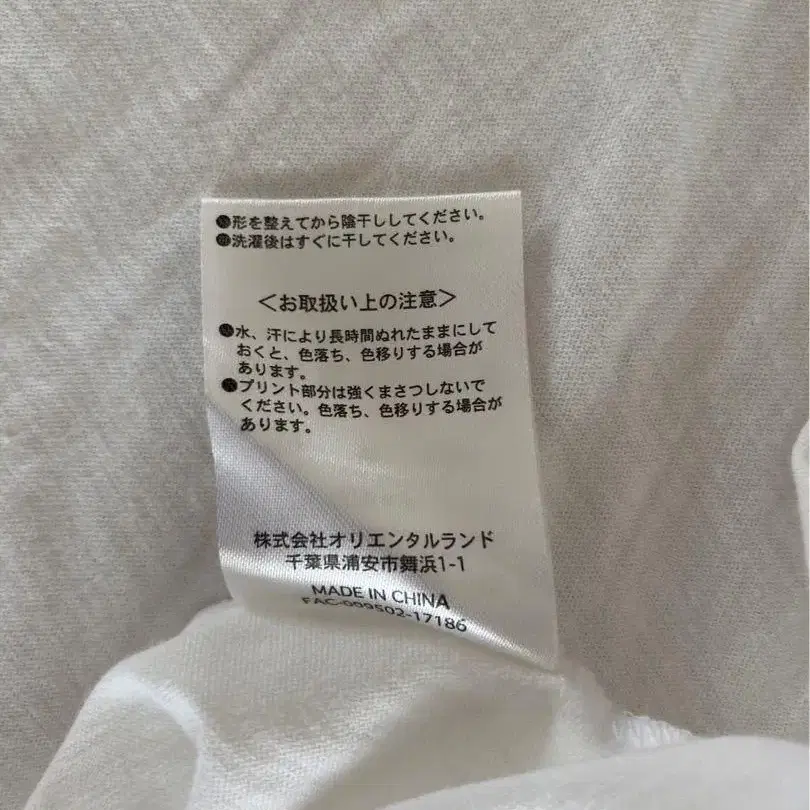 ●形を整えてから陰干ししてください。
●洗濯後はすぐに干してください。
＜お取扱い上の注意＞
●水、汗により長時間ぬれたままにして
おくと、色落ち、色移りする場合が
あります。
●プリント部分は強くまさつしないで
ください。色落ち、色移りする場合が
あります。
株式会社オリエンタルランド
千葉県浦安市舞浜1-1
MADE IN CHINA
FAC-009502-17186